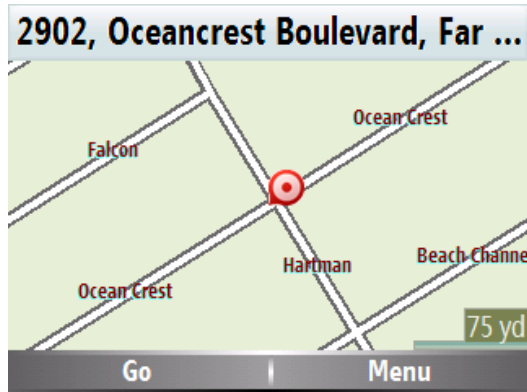 2902, Oceancrest Boulevard, Far ...
Ocean Crest
Falcon
Beach Channe
Hartman
Ocean Crest
75 yd
Go
Menu